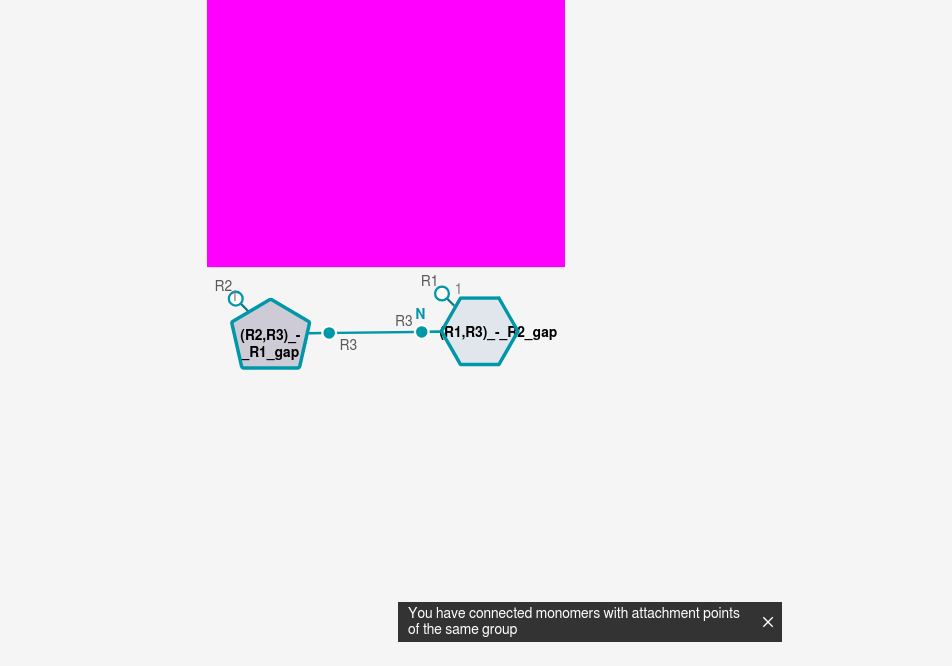 R2
1
R1
1
N
R3
(R2,R3)_-
_R1_gap
R3
(R1,R3)_-_R2_gap
You have connected monomers with attachment points
of the same group